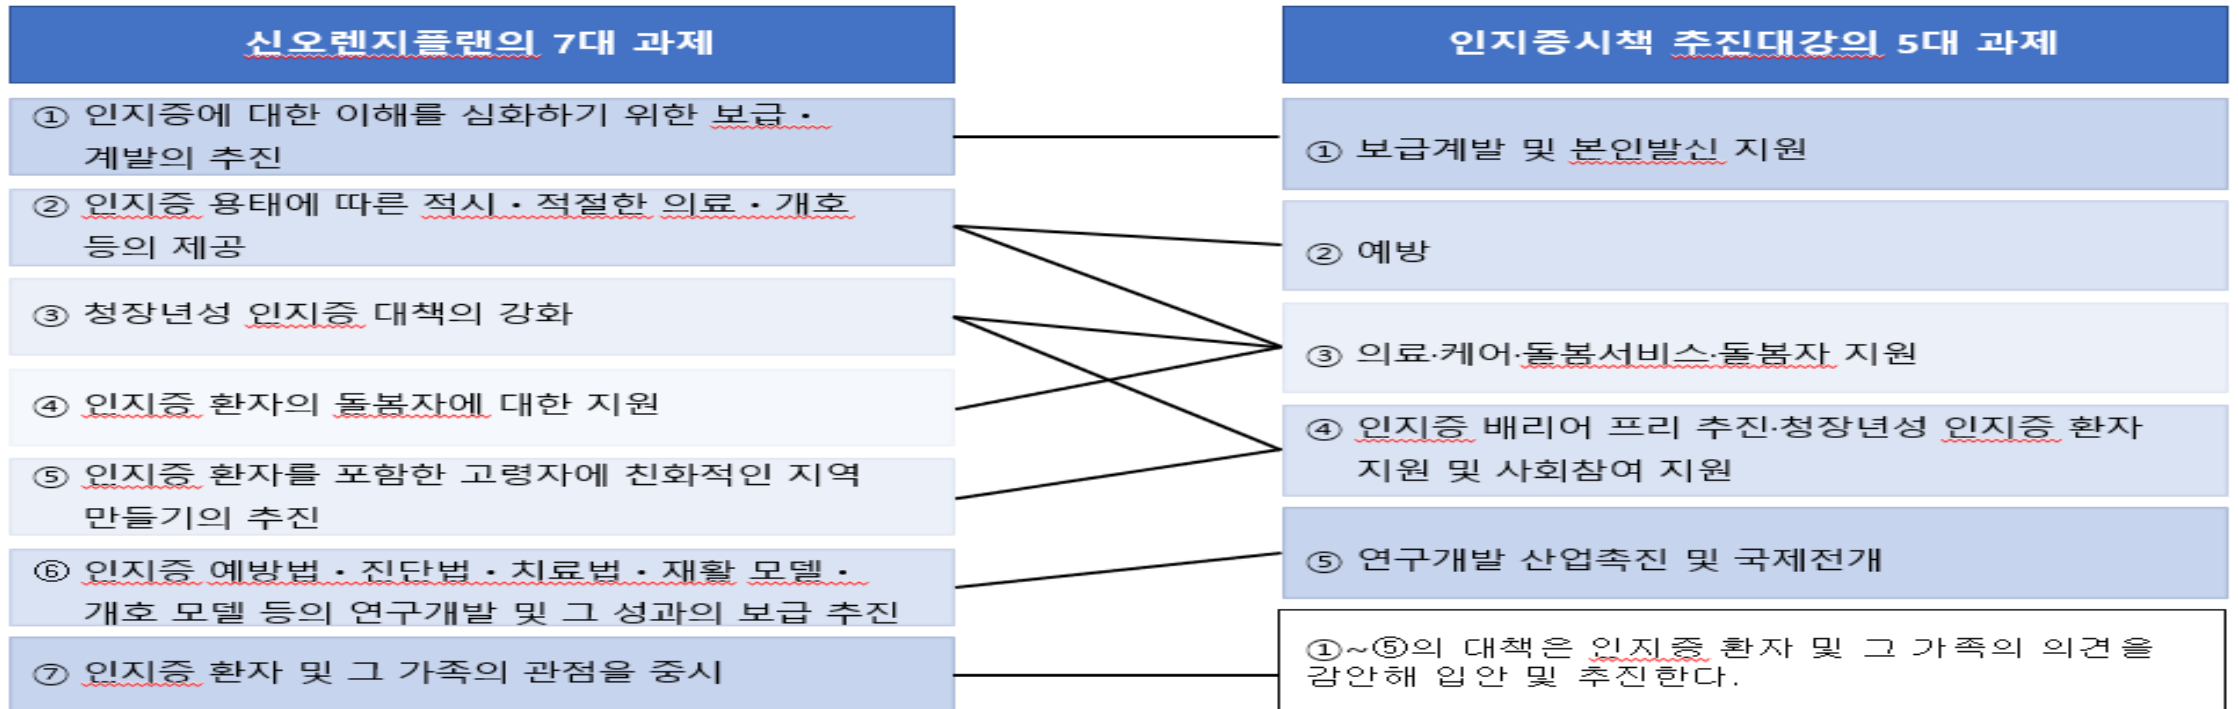 신오렌지플랜의 7대 과제
① 인지증에 대한 이해를 심화하기 위한 보급・
계발의 추진
② 인지증 용태에 따른 적시・적절한 의료・개호
등의 제공
③ 청장년성 인지증 대책의 강화
④ 인지증 환자의 돌봄자에 대한 지원
⑤ 인지증 환자를 포함한 고령자에 친화적인 지역
만들기의 추진
⑥ 인지증 예방법・진단법・치료법・재활 모델・
개호 모델 등의 연구개발 및 그 성과의 보급 추진
⑦ 인지증 환자 및 그 가족의 관점을 중시
인지증시책 추진대강의 5대 과제
① 보급계발 및 본인발신 지원
② 예방
③ 의료·케어·돌봄서비스·돌봄자 지원
④ 인지증 배리어 프리 추진·청장년성 인지증 환자
지원 및 사회참여 지원
⑤ 연구개발 산업촉진 및 국제전개
①~⑤의 대책은 인지증 환자 및 그 가족의 의견을
감안해 입안 및 추진한다.